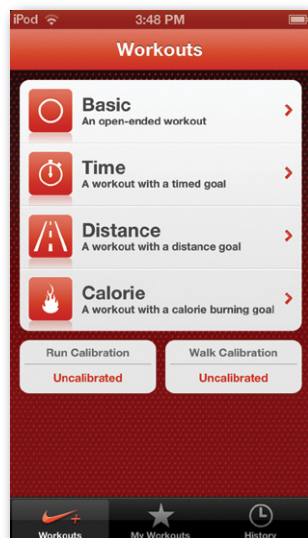 iPod 3:48 PM
Workouts
Basic
An open-ended workout
Time
A workout with a timed goal
Distance
A workout with a distance goal
Calorie
A workout with a calorie burning goal
Run Calibration
Uncalibrated
Walk Calibration
Uncalibrated
Workouts My Workouts History